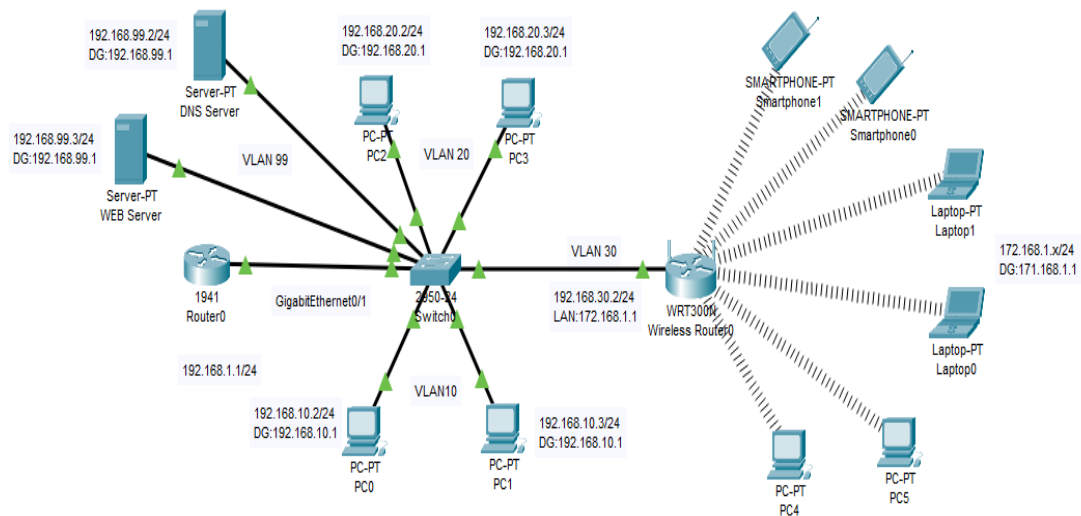 192.168.99.2/24
DG:192.168.99.1
Server-PT
DNS Server
192.168.20.2/24
DG:192.168.20.1
PC-PT
PC2
192.168.20.3/24
DG:192.168.20.1
PC-PT
PC3
SMARTPHONE-PT
Smartphone1
SMARTPHONE-PT
Smartphone0
192.168.99.3/24
DG:192.168.99.1
Server-PT
WEB Server
VLAN 99
VLAN 20
Laptop-PT
Laptop1
1941
Router0
GigabitEthernet0/1
2950-24
Switch0
VLAN 30
192.168.30.2/24
LAN:172.168.1.1
WRT300N
Wireless Router0
172.168.1.x/24
DG:171.168.1.1
Laptop-PT
Laptop0
192.168.1.1/24
VLAN10
192.168.10.2/24
DG:192.168.10.1
PC-PT
PC0
192.168.10.3/24
DG:192.168.10.1
PC-PT
PC1
PC-PT
PC4
PC-PT
PC5